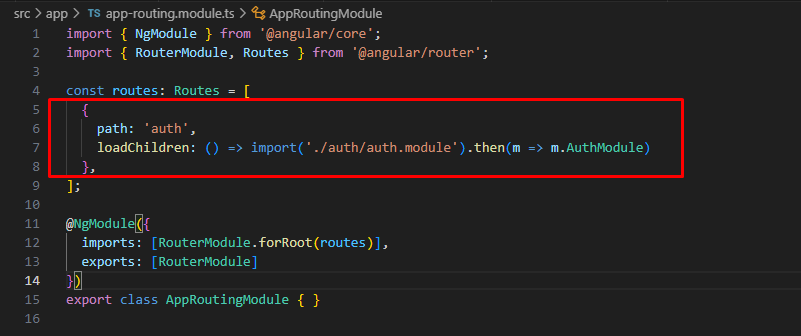 src > app > TS app-routing.module.ts > AppRoutingModule
1 import { NgModule } from '@angular/core';
2 import { RouterModule, Routes } from '@angular/router';
3
4 const routes: Routes = [
5   {
6     path: 'auth',
7     loadChildren: () => import('./auth/auth.module').then(m => m.AuthModule)
8   },
9 ];
10
11 @NgModule({
12   imports: [RouterModule.forRoot(routes)],
13   exports: [RouterModule]
14 })
15 export class AppRoutingModule { }
16